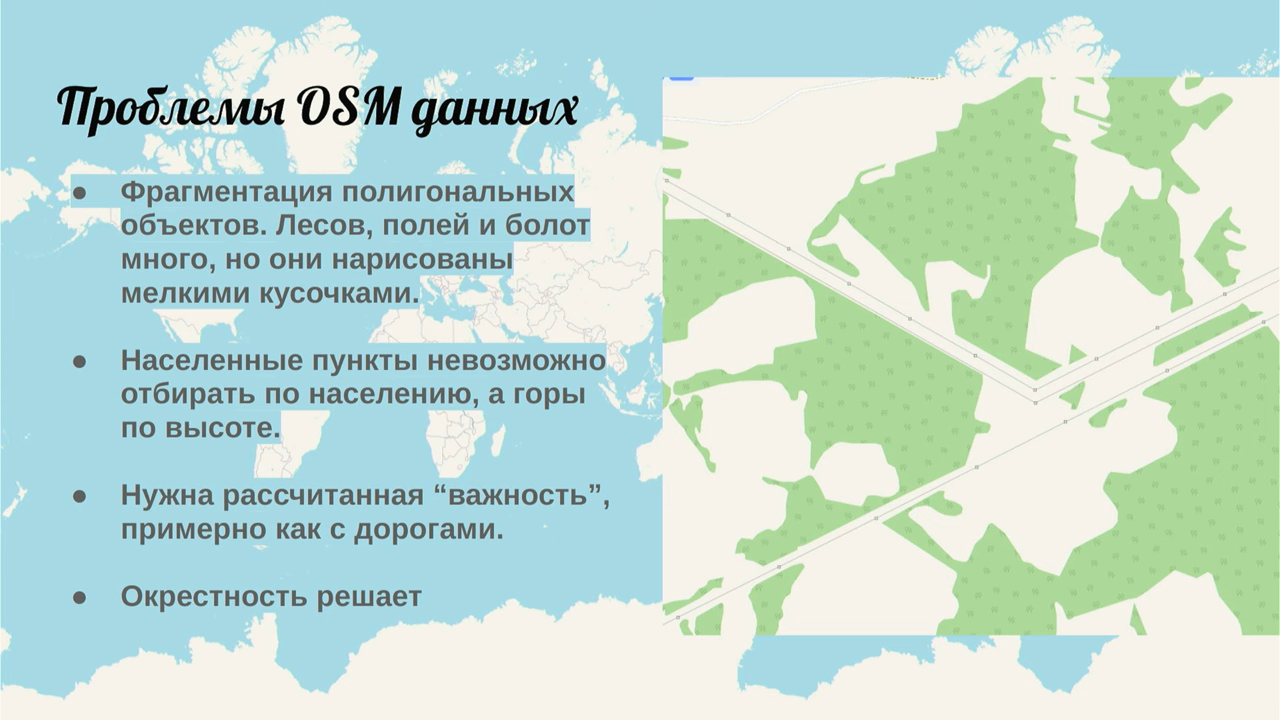 Проблемы OSM данных
● Фрагментация полигональных
объектов. Лесов, полей и болот
много, но они нарисованы
мелкими кусочками.
● Населенные пункты невозможно
отбирать по населению, а горы
по высоте.
● Нужна рассчитанная “важность”,
примерно как с дорогами.
● Окрестность решает